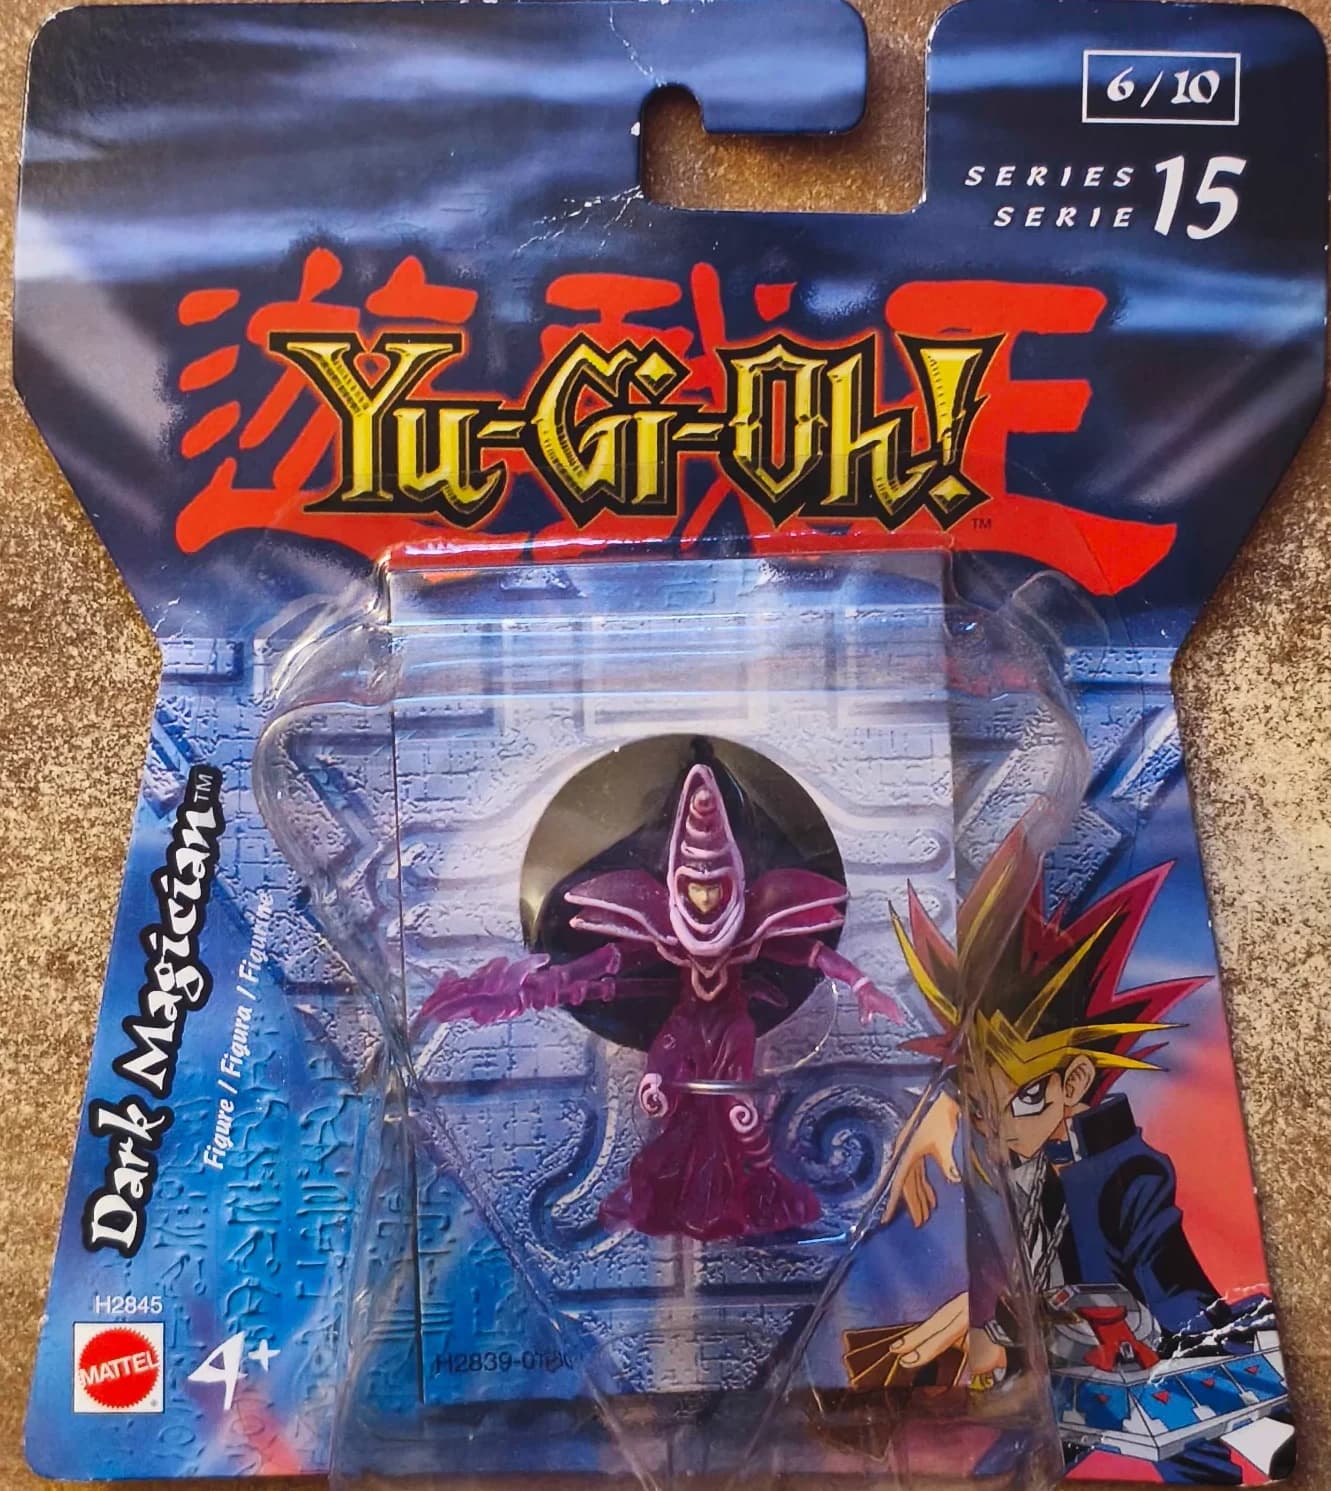 6/10
SERIES 15
SERIE
遊戯王
Yu-Gi-Oh!
TM
Dark Magician™
Figure / Figura / Figurine
H2845
MATTEL
®
4+